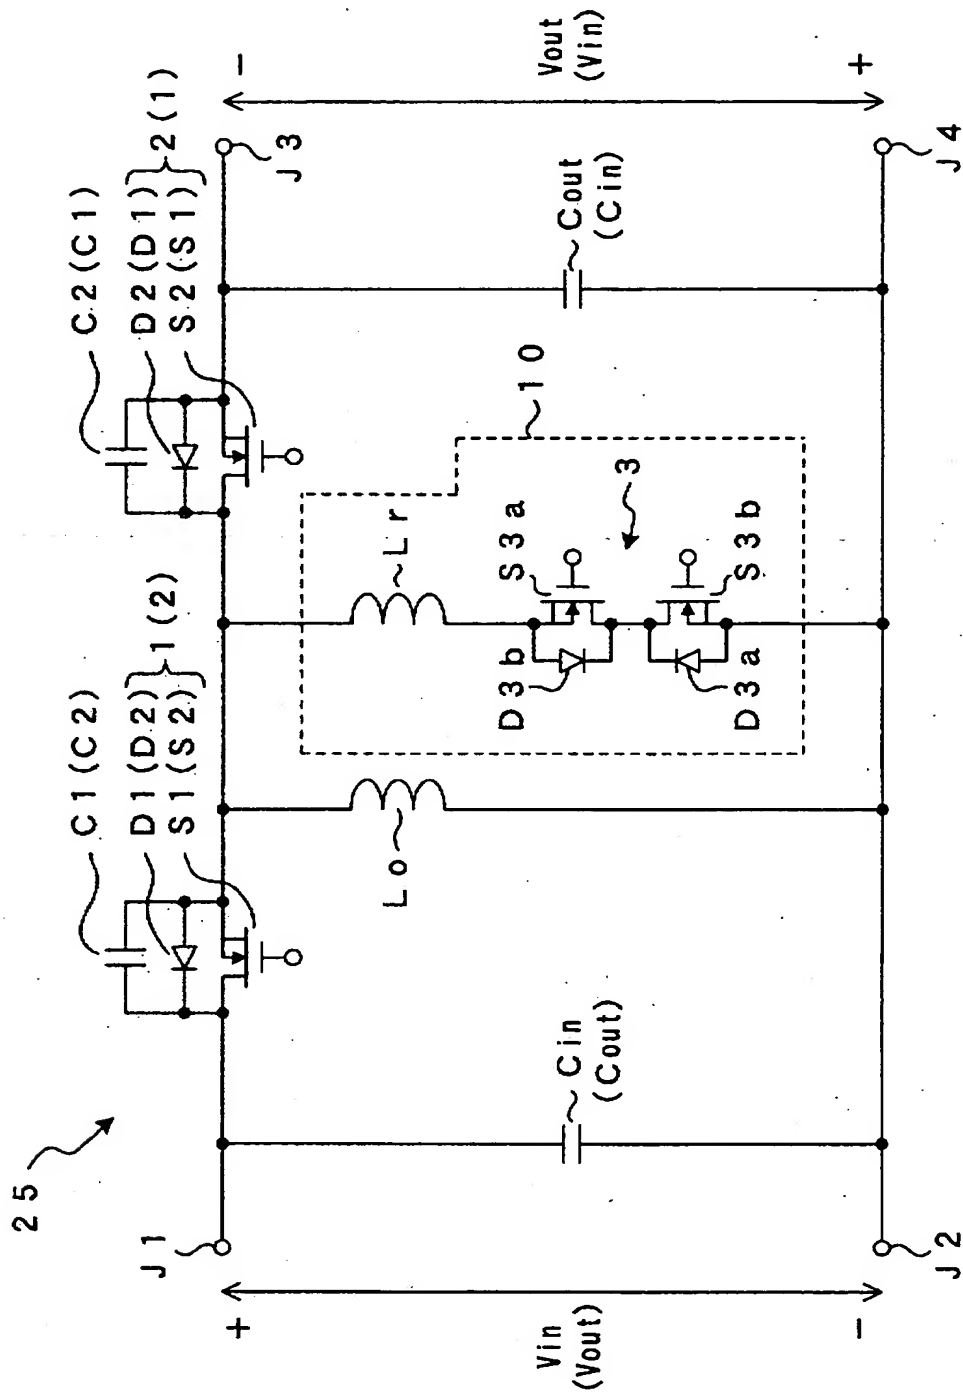 25
C1(C2)
D1(D2)
S1(S2)
1(2)
C2(C1)
D2(D1)
S2(S1)
2(1)
J1
J3
+
-
Vin
(Vout)
Cin
(Cout)
Lo
Lr
10
D3b
S3a
3
D3a
S3b
Cout
(Cin)
Vout
(Vin)
-
+
J2
J4